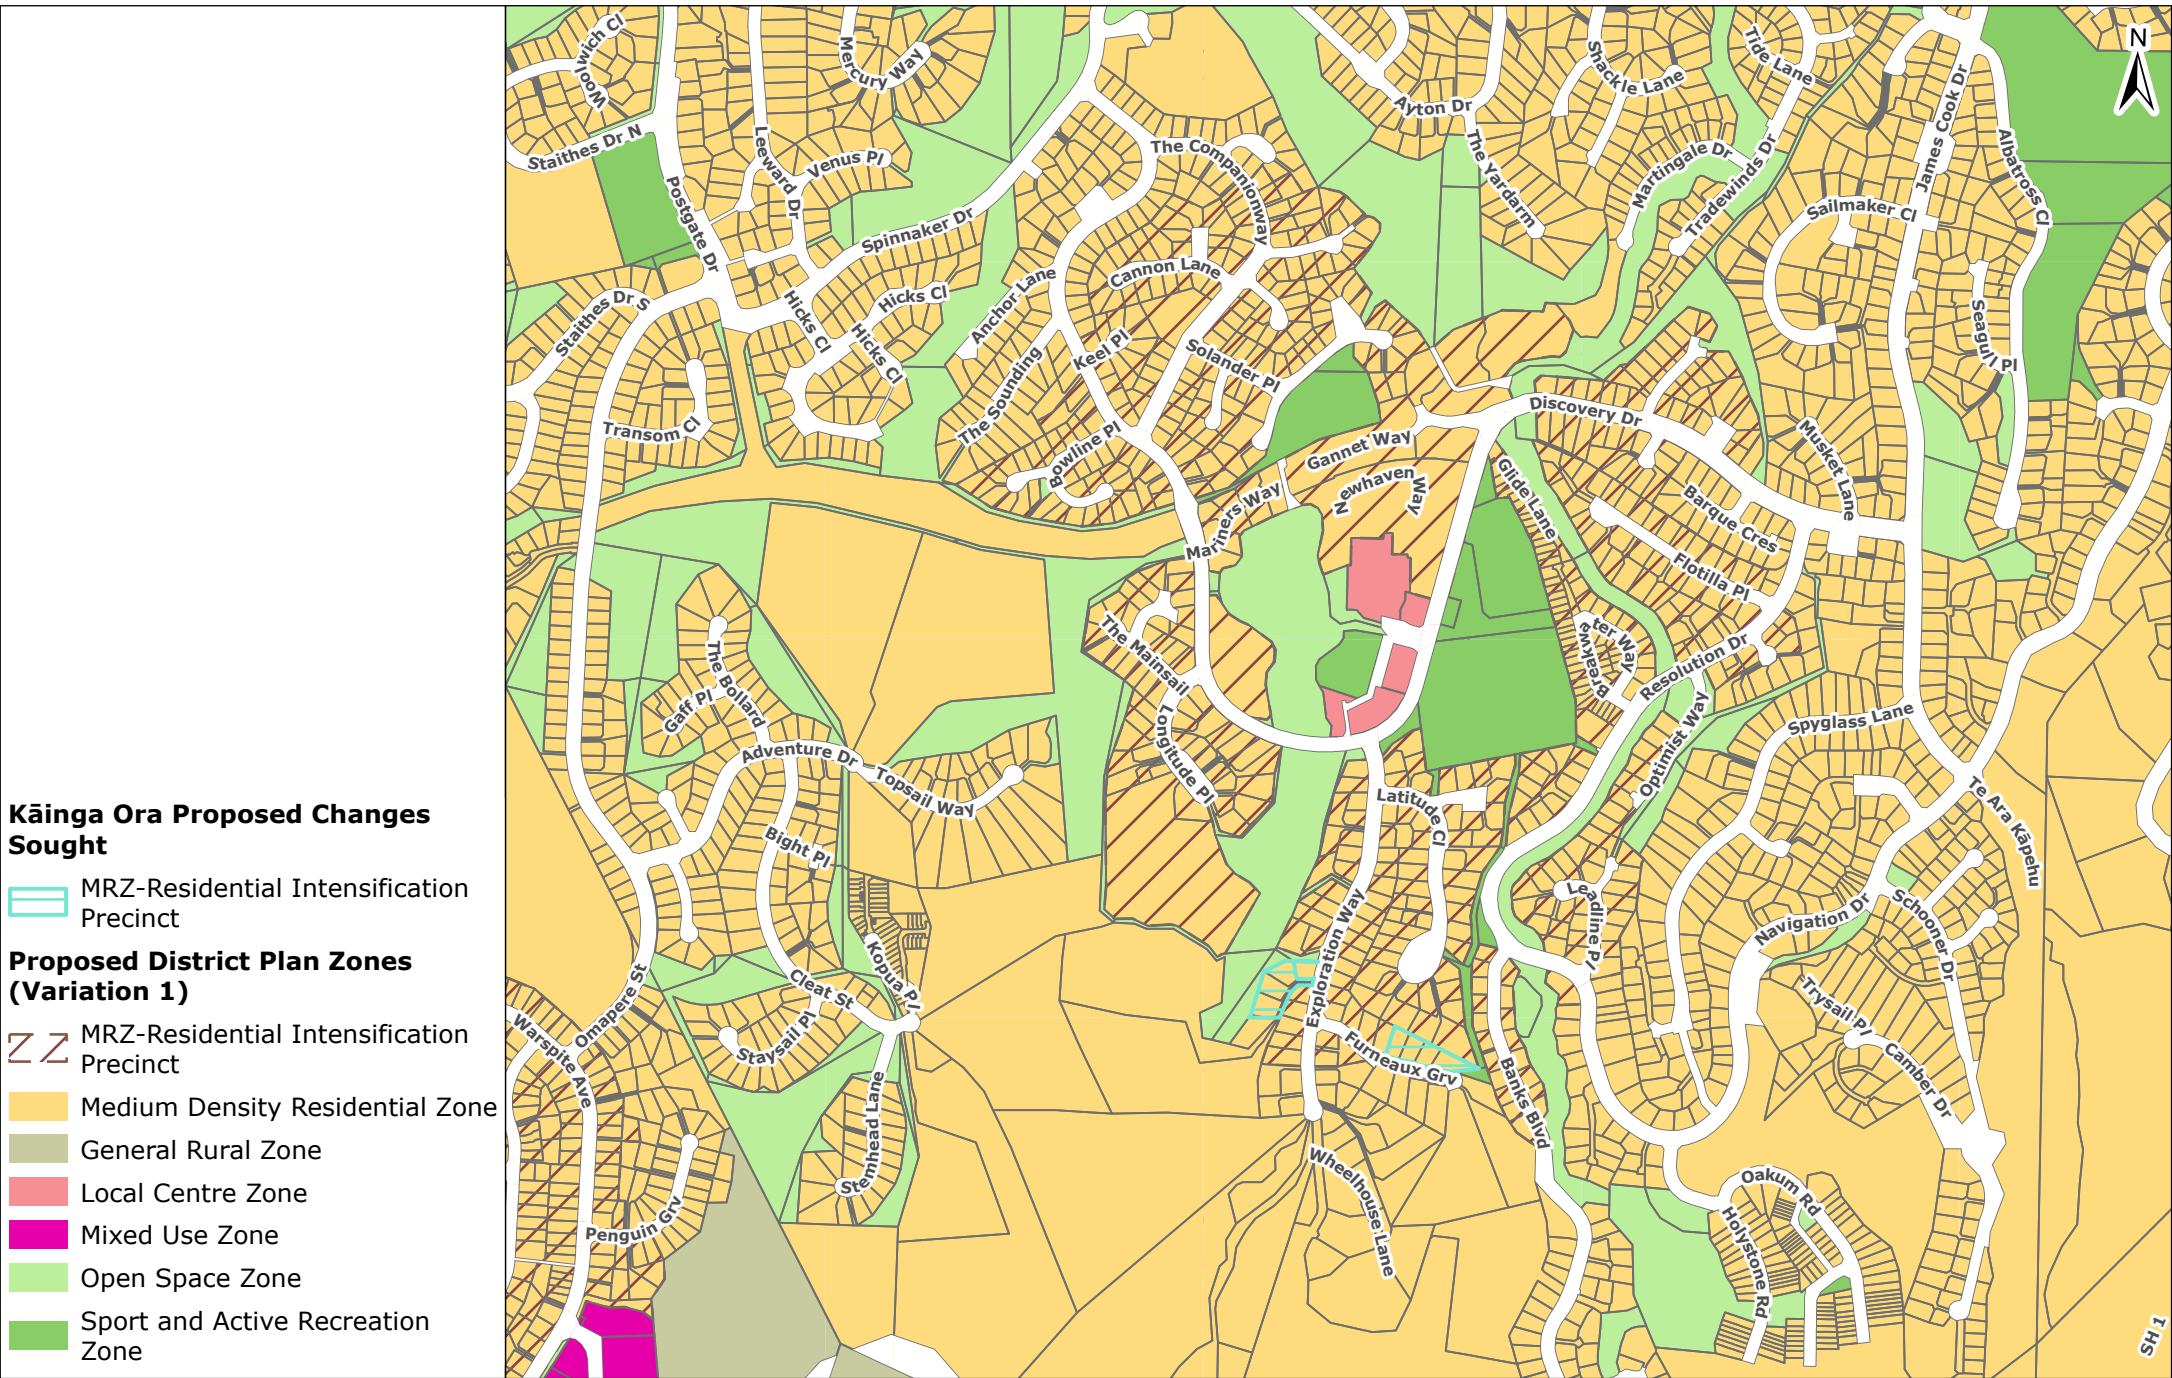 Kāinga Ora Proposed Changes
Sought
MRZ-Residential Intensification
Precinct
Proposed District Plan Zones
(Variation 1)
MRZ-Residential Intensification
Precinct
Medium Density Residential Zone
General Rural Zone
Local Centre Zone
Mixed Use Zone
Open Space Zone
Sport and Active Recreation
Zone
N
Woolwich Cl
Mercury Way
Staithes Dr N
Leeward Dr
Venus Pl
Postgate Dr
Spinnaker Dr
Staithes Dr S
Hicks Cl
Hicks Cl
Hicks Cl
Transom Cl
Anchor Lane
The Sounding
Keel Pl
Bowline Pl
Cannon Lane
The Companionway
Solander Pl
Ayton Dr
The Yardarm
Shackle Lane
Tide Lane
Martingale Dr
Tradewinds Dr
James Cook Dr
Albatross Cl
Sailmaker Cl
Seagull Pl
Discovery Dr
Gannet Way
Newhaven Way
Mariners Way
Glide Lane
Musket Lane
Barque Cres
Flotilla Pl
Breakwater Way
Resolution Dr
Optimist Way
Spyglass Lane
Te Ara Kāpehu
The Mainsail
Longitude Pl
Latitude Cl
The Bollard
Gaff Pl
Adventure Dr
Topsail Way
Bight Pl
Kopua Pl
Cleat St
Staysail Pl
Omapere St
Warspite Ave
Stemhead Lane
Penguin Grv
Exploration Way
Furneaux Grv
Banks Blvd
Wheelhouse Lane
Leadline Pl
Navigation Dr
Schooner Dr
Trysail Pl
Camber Dr
Oakum Rd
Holystone Rd
SH 1